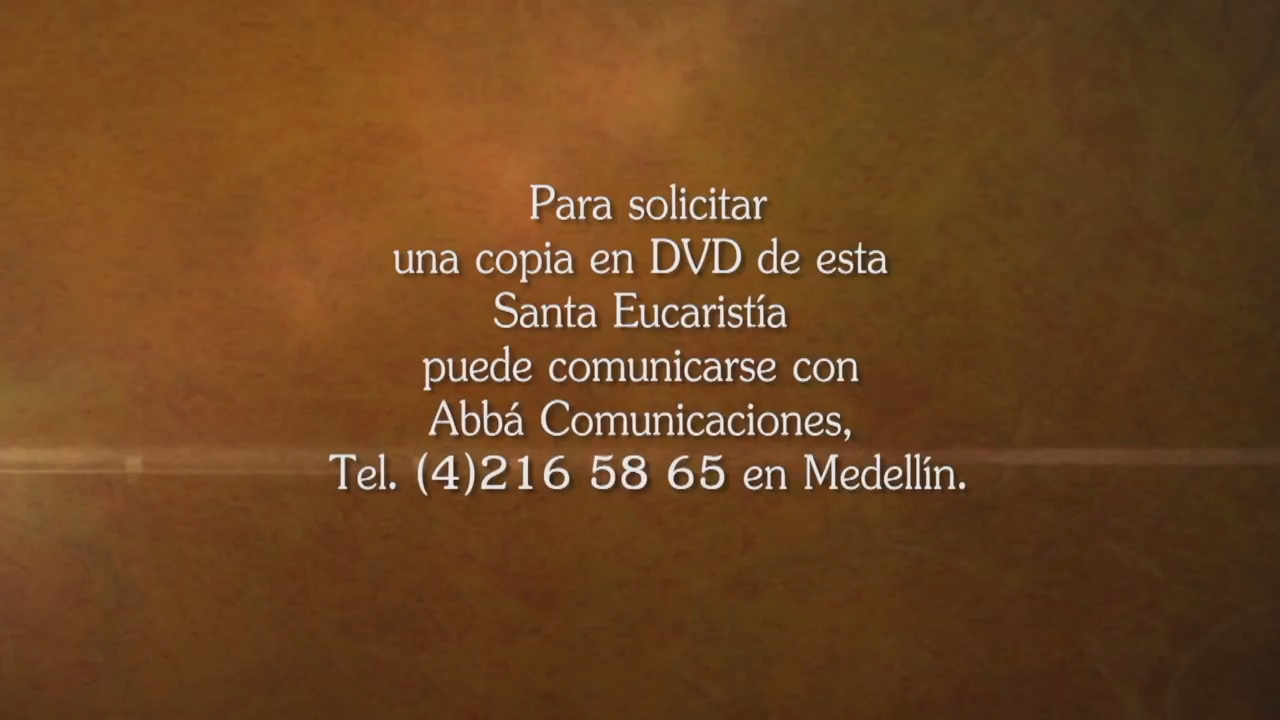 Para solicitar
una copia en DVD de esta
Santa Eucaristía
puede comunicarse con
Abbá Comunicaciones,
Tel. (4)216 58 65 en Medellín.